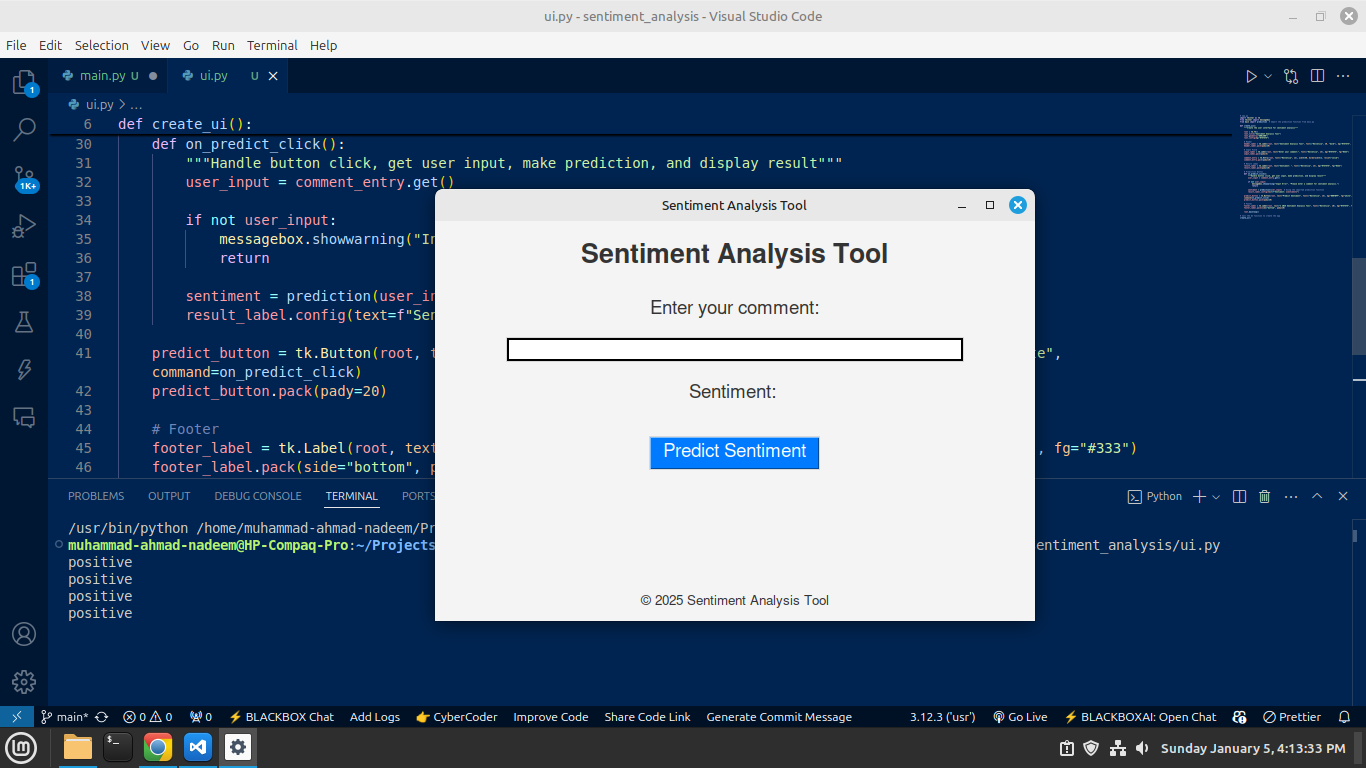 ui.py - sentiment_analysis - Visual Studio Code
File Edit Selection View Go Run Terminal Help
main.py U ui.py U
ui.py > ...
6 def create_ui():
30 def on_predict_click():
31 """Handle button click, get user input, make prediction, and display result"""
32 user_input = comment_entry.get()
33
34 if not user_input:
35 messagebox.showwarning("In
36 return
37
38 sentiment = prediction(user_in
39 result_label.config(text=f"Sen
40
41 predict_button = tk.Button(root, t e",
command=on_predict_click)
42 predict_button.pack(pady=20)
43
44 # Footer
45 footer_label = tk.Label(root, text , fg="#333")
46 footer_label.pack(side="bottom", p
Sentiment Analysis Tool
Sentiment Analysis Tool
Enter your comment:
Sentiment:
Predict Sentiment
© 2025 Sentiment Analysis Tool
PROBLEMS OUTPUT DEBUG CONSOLE TERMINAL PORTS Python
/usr/bin/python /home/muhammad-ahmad-nadeem/Pr
muhammad-ahmad-nadeem@HP-Compaq-Pro:~/Projects entiment_analysis/ui.py
positive
positive
positive
positive
1
1K+
1
main* 0 0 0 BLACKBOX Chat Add Logs CyberCoder Improve Code Share Code Link Generate Commit Message 3.12.3 ('usr') Go Live BLACKBOXAI: Open Chat Prettier
Sunday January 5, 4:13:33 PM